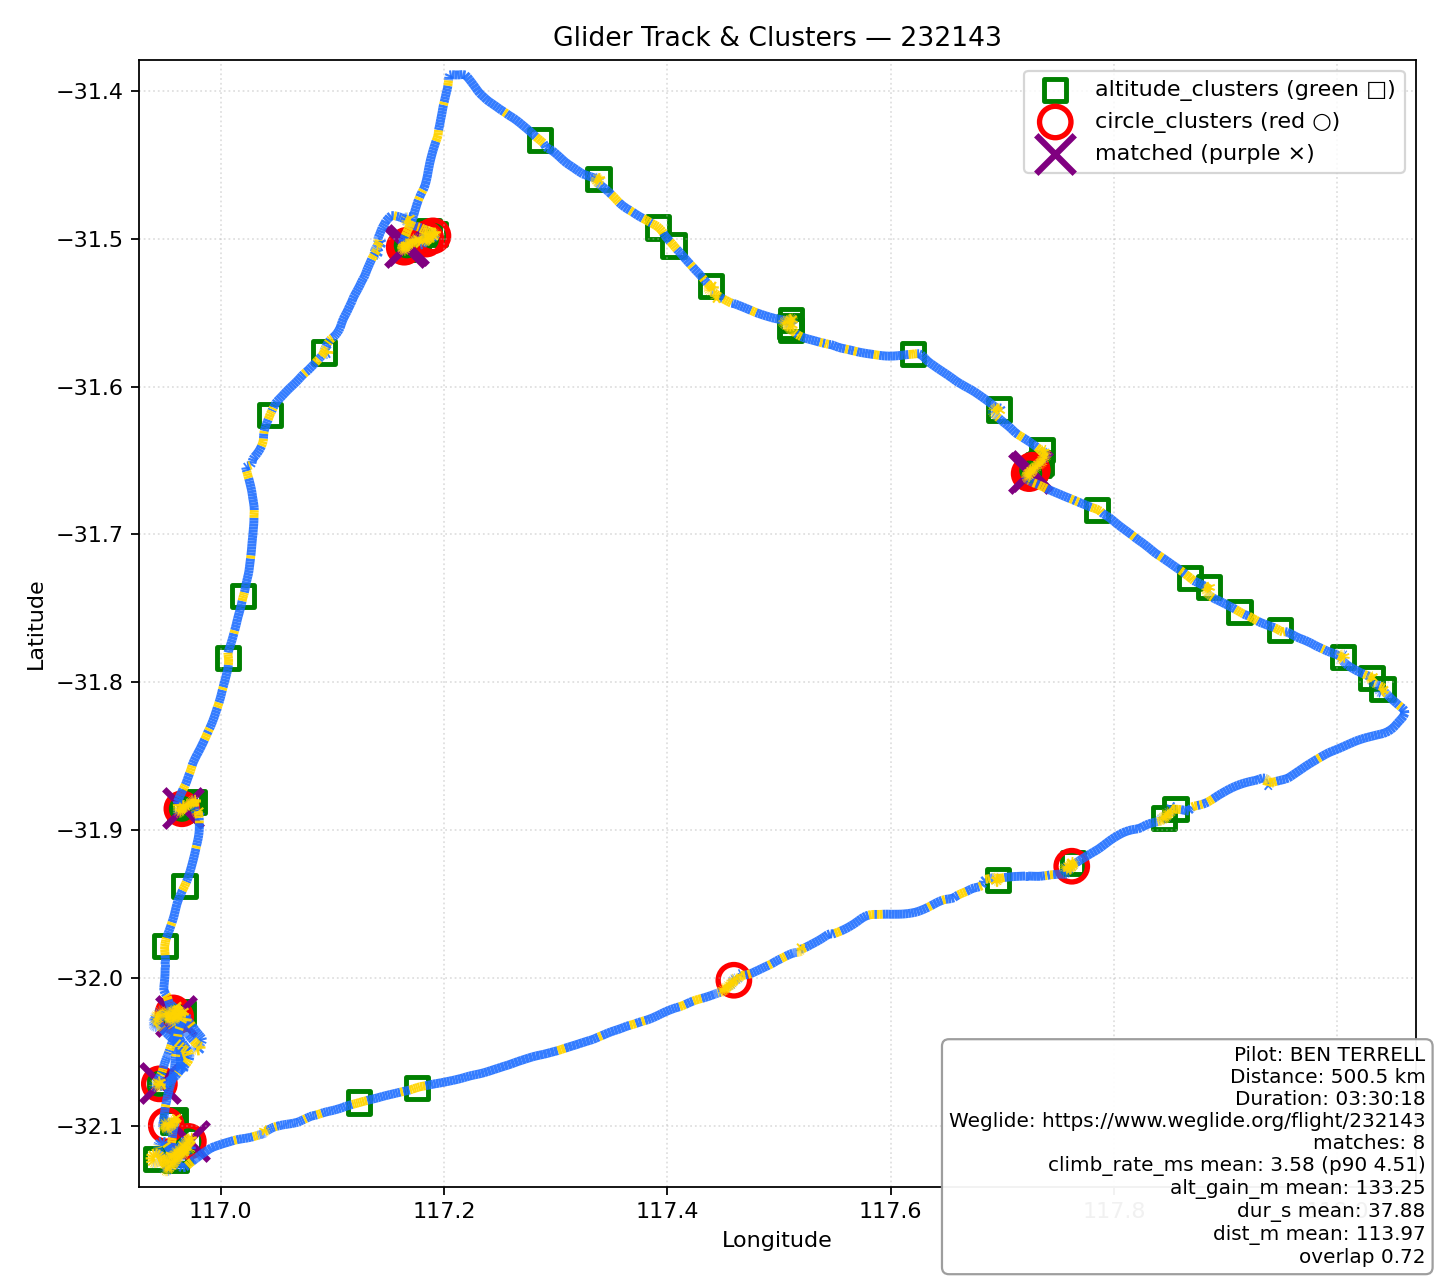 Glider Track & Clusters — 232143
altitude_clusters (green □)
circle_clusters (red ○)
matched (purple ×)
Latitude
−31.4
−31.5
−31.6
−31.7
−31.8
−31.9
−32.0
−32.1
117.0
117.2
117.4
117.6
117.8
Longitude
Pilot: BEN TERRELL
Distance: 500.5 km
Duration: 03:30:18
Weglide: https://www.weglide.org/flight/232143
matches: 8
climb_rate_ms mean: 3.58 (p90 4.51)
alt_gain_m mean: 133.25
dur_s mean: 37.88
dist_m mean: 113.97
overlap 0.72